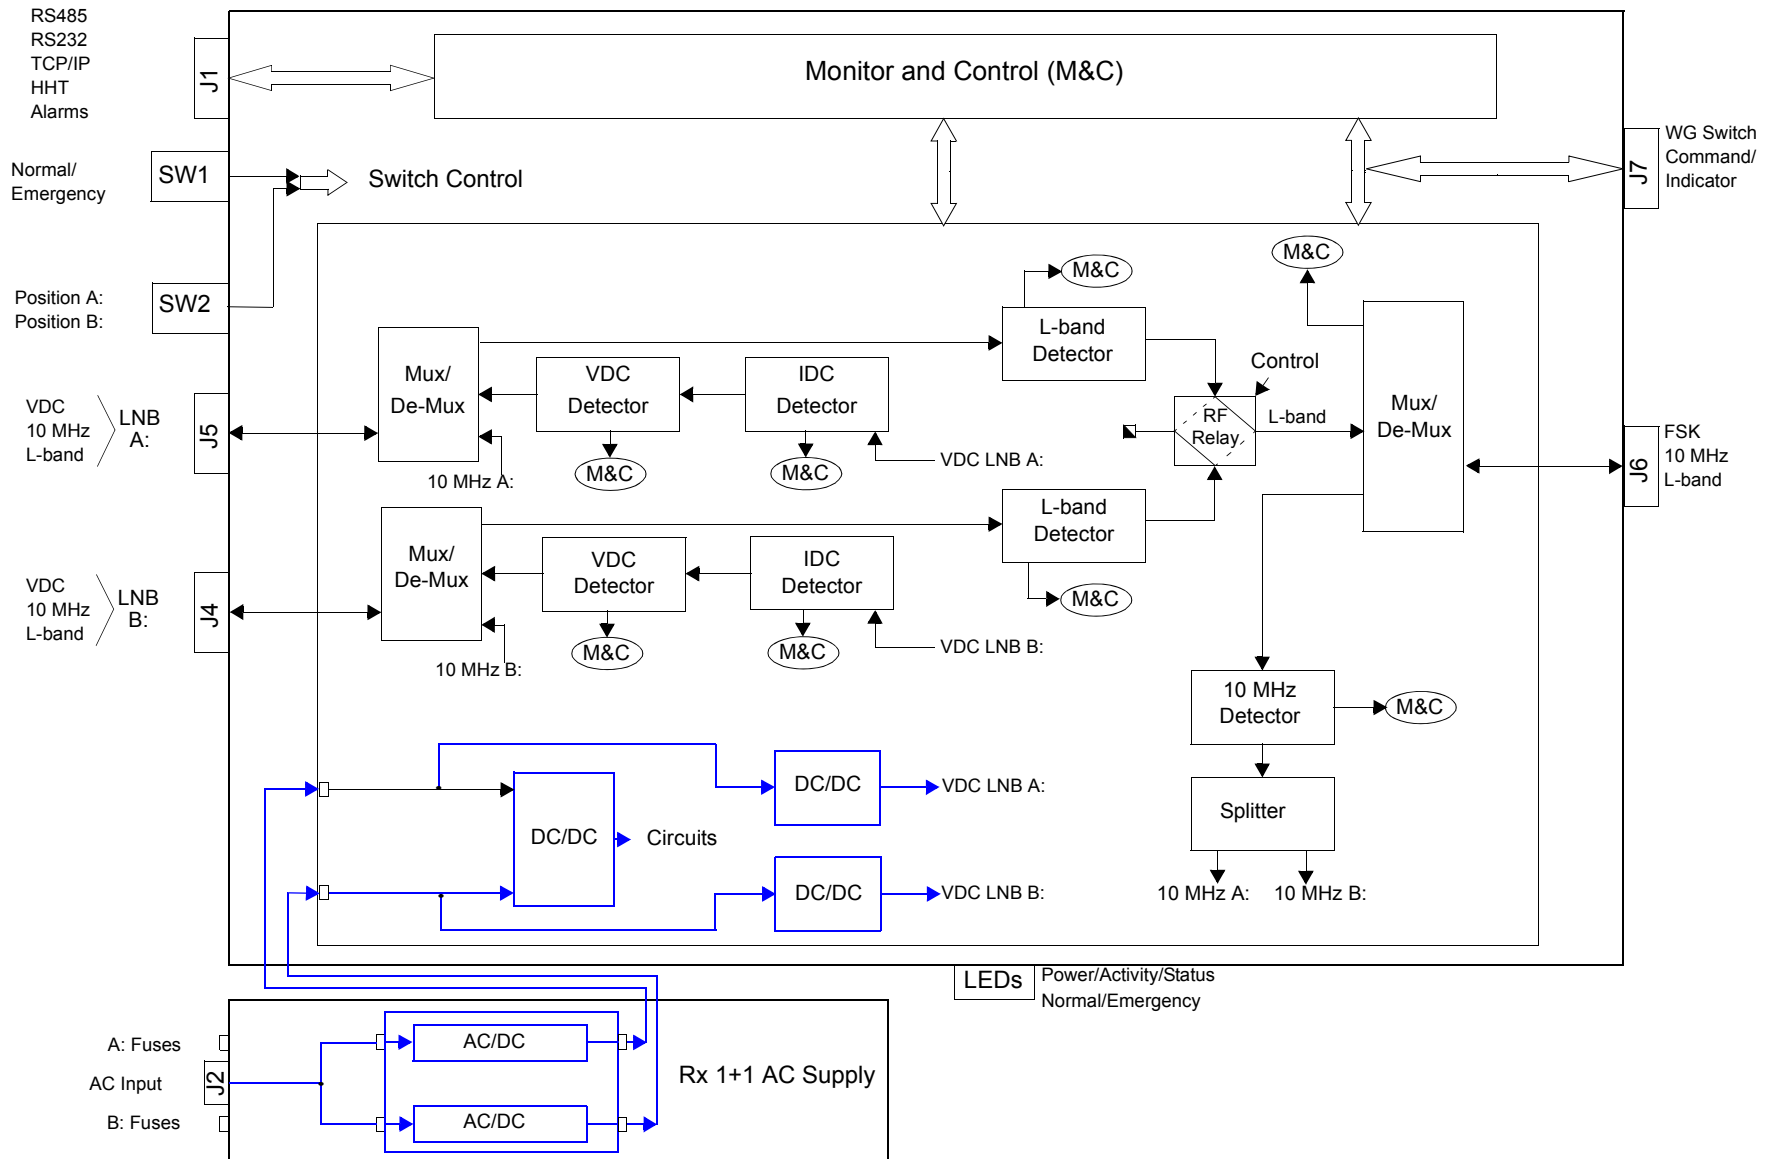 RS485
RS232
TCP/IP
HHT
Alarms
J1
Monitor and Control (M&C)
Normal/
Emergency
SW1
Switch Control
J7
WG Switch
Command/
Indicator
Position A:
Position B:
SW2
M&C
M&C
L-band
Detector
Mux/
De-Mux
VDC
Detector
IDC
Detector
Control
RF
Relay
L-band
Mux/
De-Mux
VDC
10 MHz
L-band
LNB
A:
J5
10 MHz A:
M&C
M&C
VDC LNB A:
J6
FSK
10 MHz
L-band
L-band
Detector
Mux/
De-Mux
VDC
Detector
IDC
Detector
VDC
10 MHz
L-band
LNB
B:
J4
M&C
10 MHz B:
M&C
M&C
VDC LNB B:
10 MHz
Detector
M&C
DC/DC
VDC LNB A:
DC/DC
Circuits
Splitter
DC/DC
VDC LNB B:
10 MHz A:
10 MHz B:
LEDs
Power/Activity/Status
Normal/Emergency
A: Fuses
AC Input
B: Fuses
J2
AC/DC
AC/DC
Rx 1+1 AC Supply